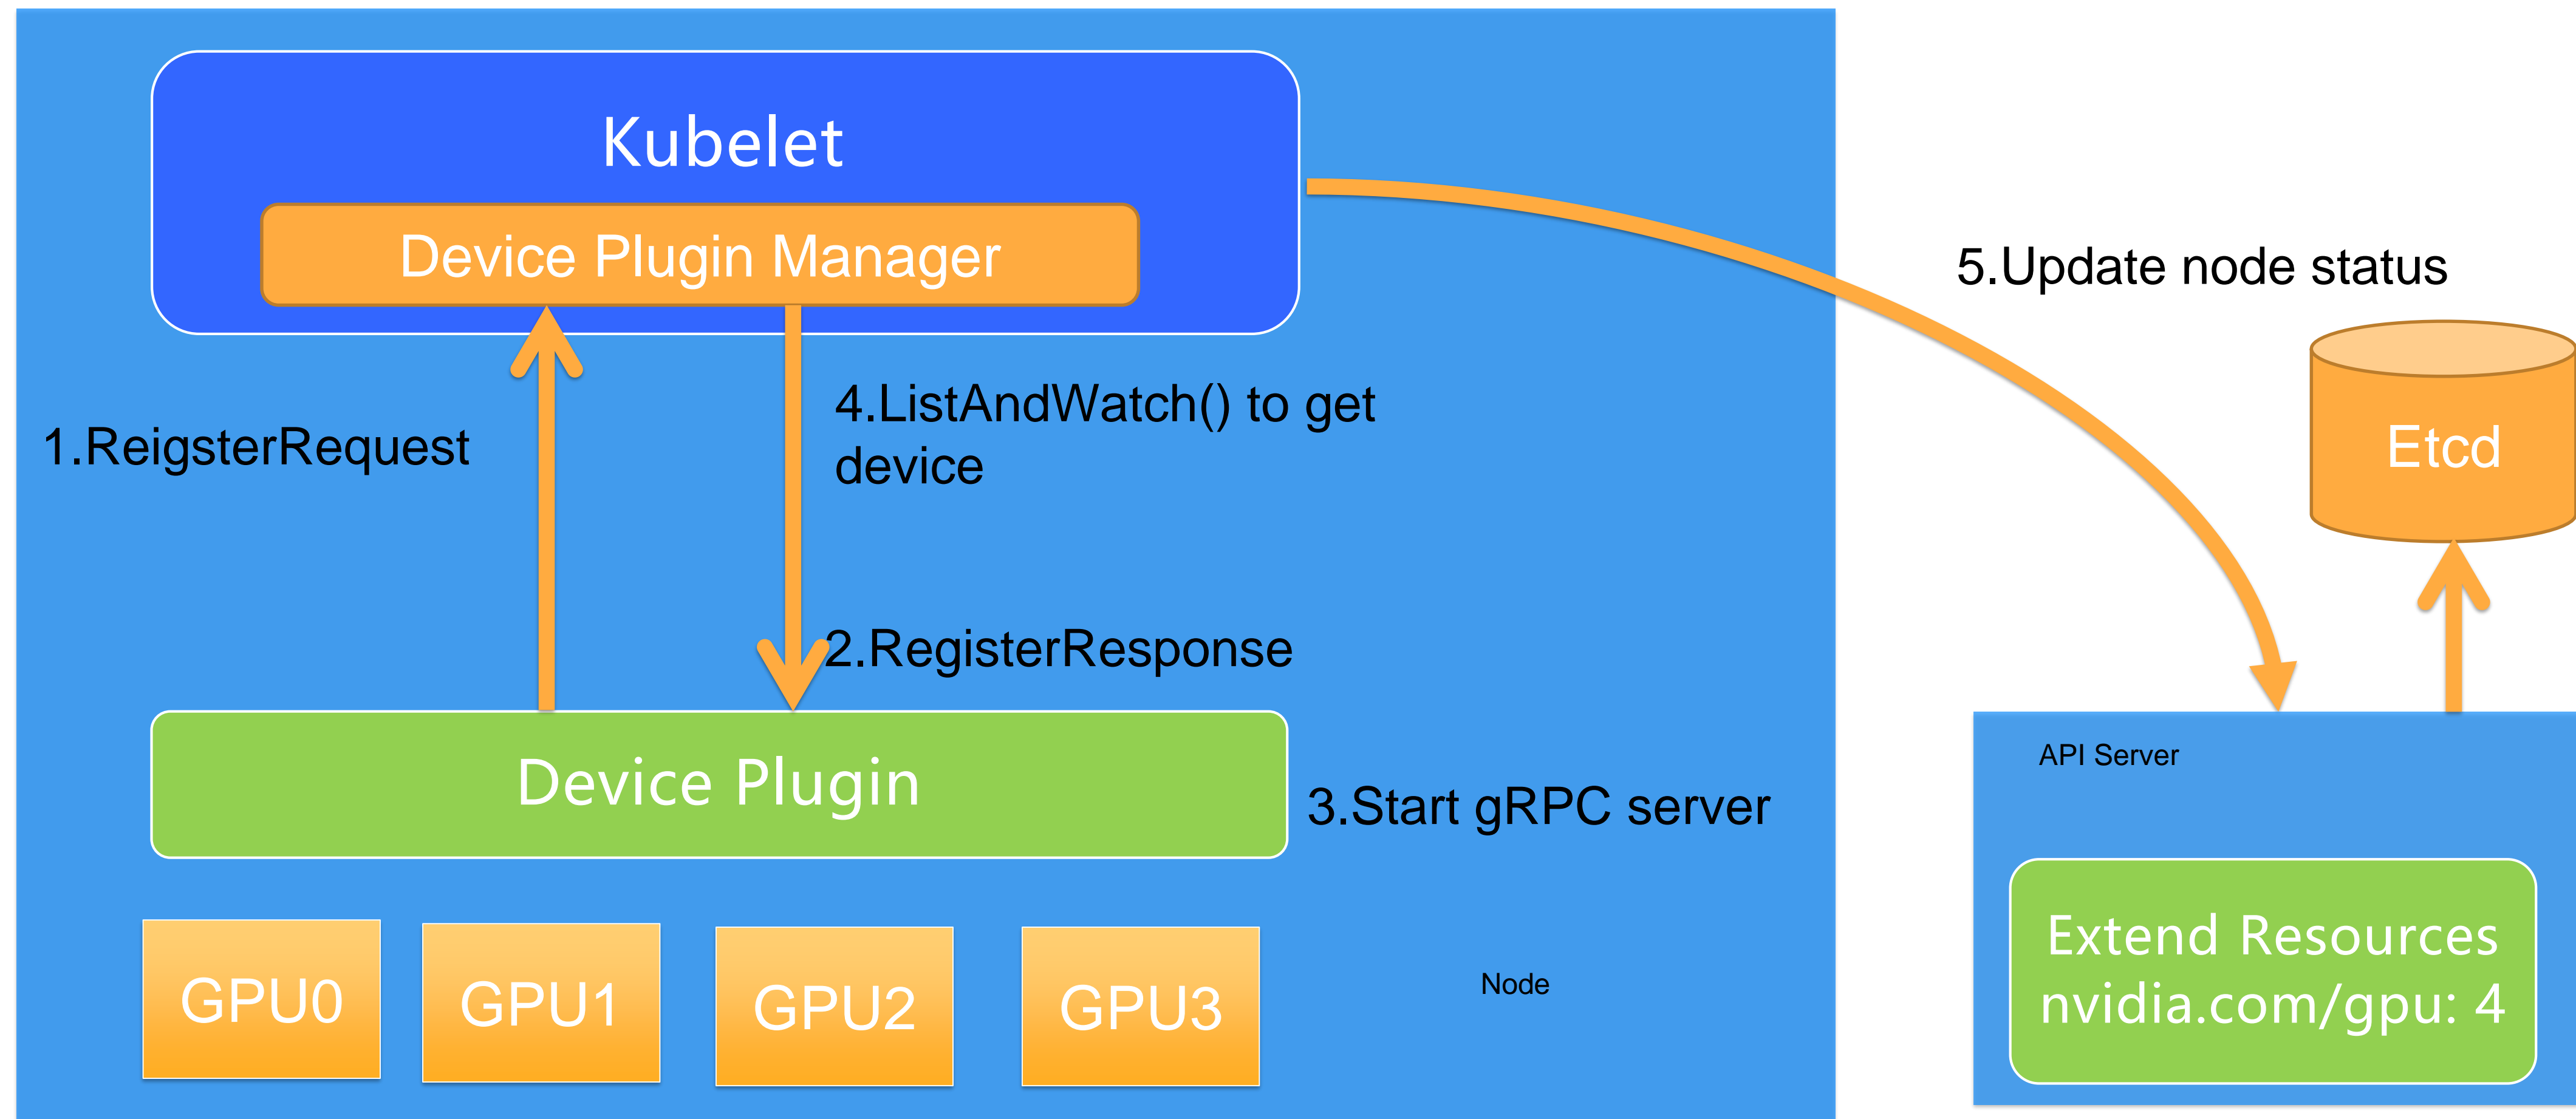 Kubelet
Device Plugin Manager
5.Update node status
4.ListAndWatch() to get
device
1.ReigsterRequest
Etcd
2.RegisterResponse
Device Plugin
3.Start gRPC server
API Server
GPU0
GPU1
GPU2
GPU3
Node
Extend Resources
nvidia.com/gpu: 4